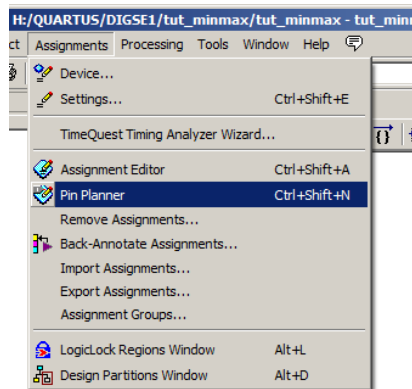 H:/QUARTUS/DIGSE1/tut_minmax/tut_minmax - tut_min
ct Assignments Processing Tools Window Help
Device...
Settings... Ctrl+Shift+E
TimeQuest Timing Analyzer Wizard...
Assignment Editor Ctrl+Shift+A
Pin Planner Ctrl+Shift+N
Remove Assignments...
Back-Annotate Assignments...
Import Assignments...
Export Assignments...
Assignment Groups...
LogicLock Regions Window Alt+L
Design Partitions Window Alt+D